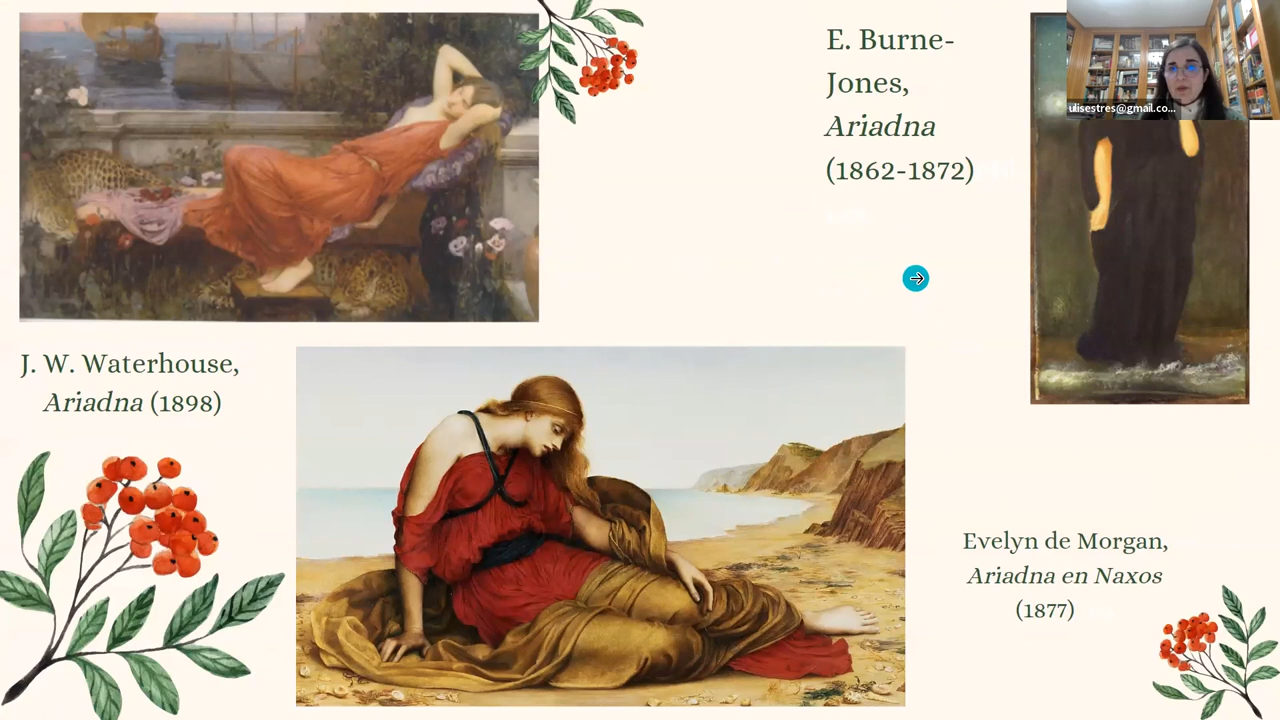 E. Burne-
Jones,
Ariadna
(1862-1872)
ulisestres@gmail.co...
J. W. Waterhouse,
Ariadna (1898)
Evelyn de Morgan,
Ariadna en Naxos
(1877)